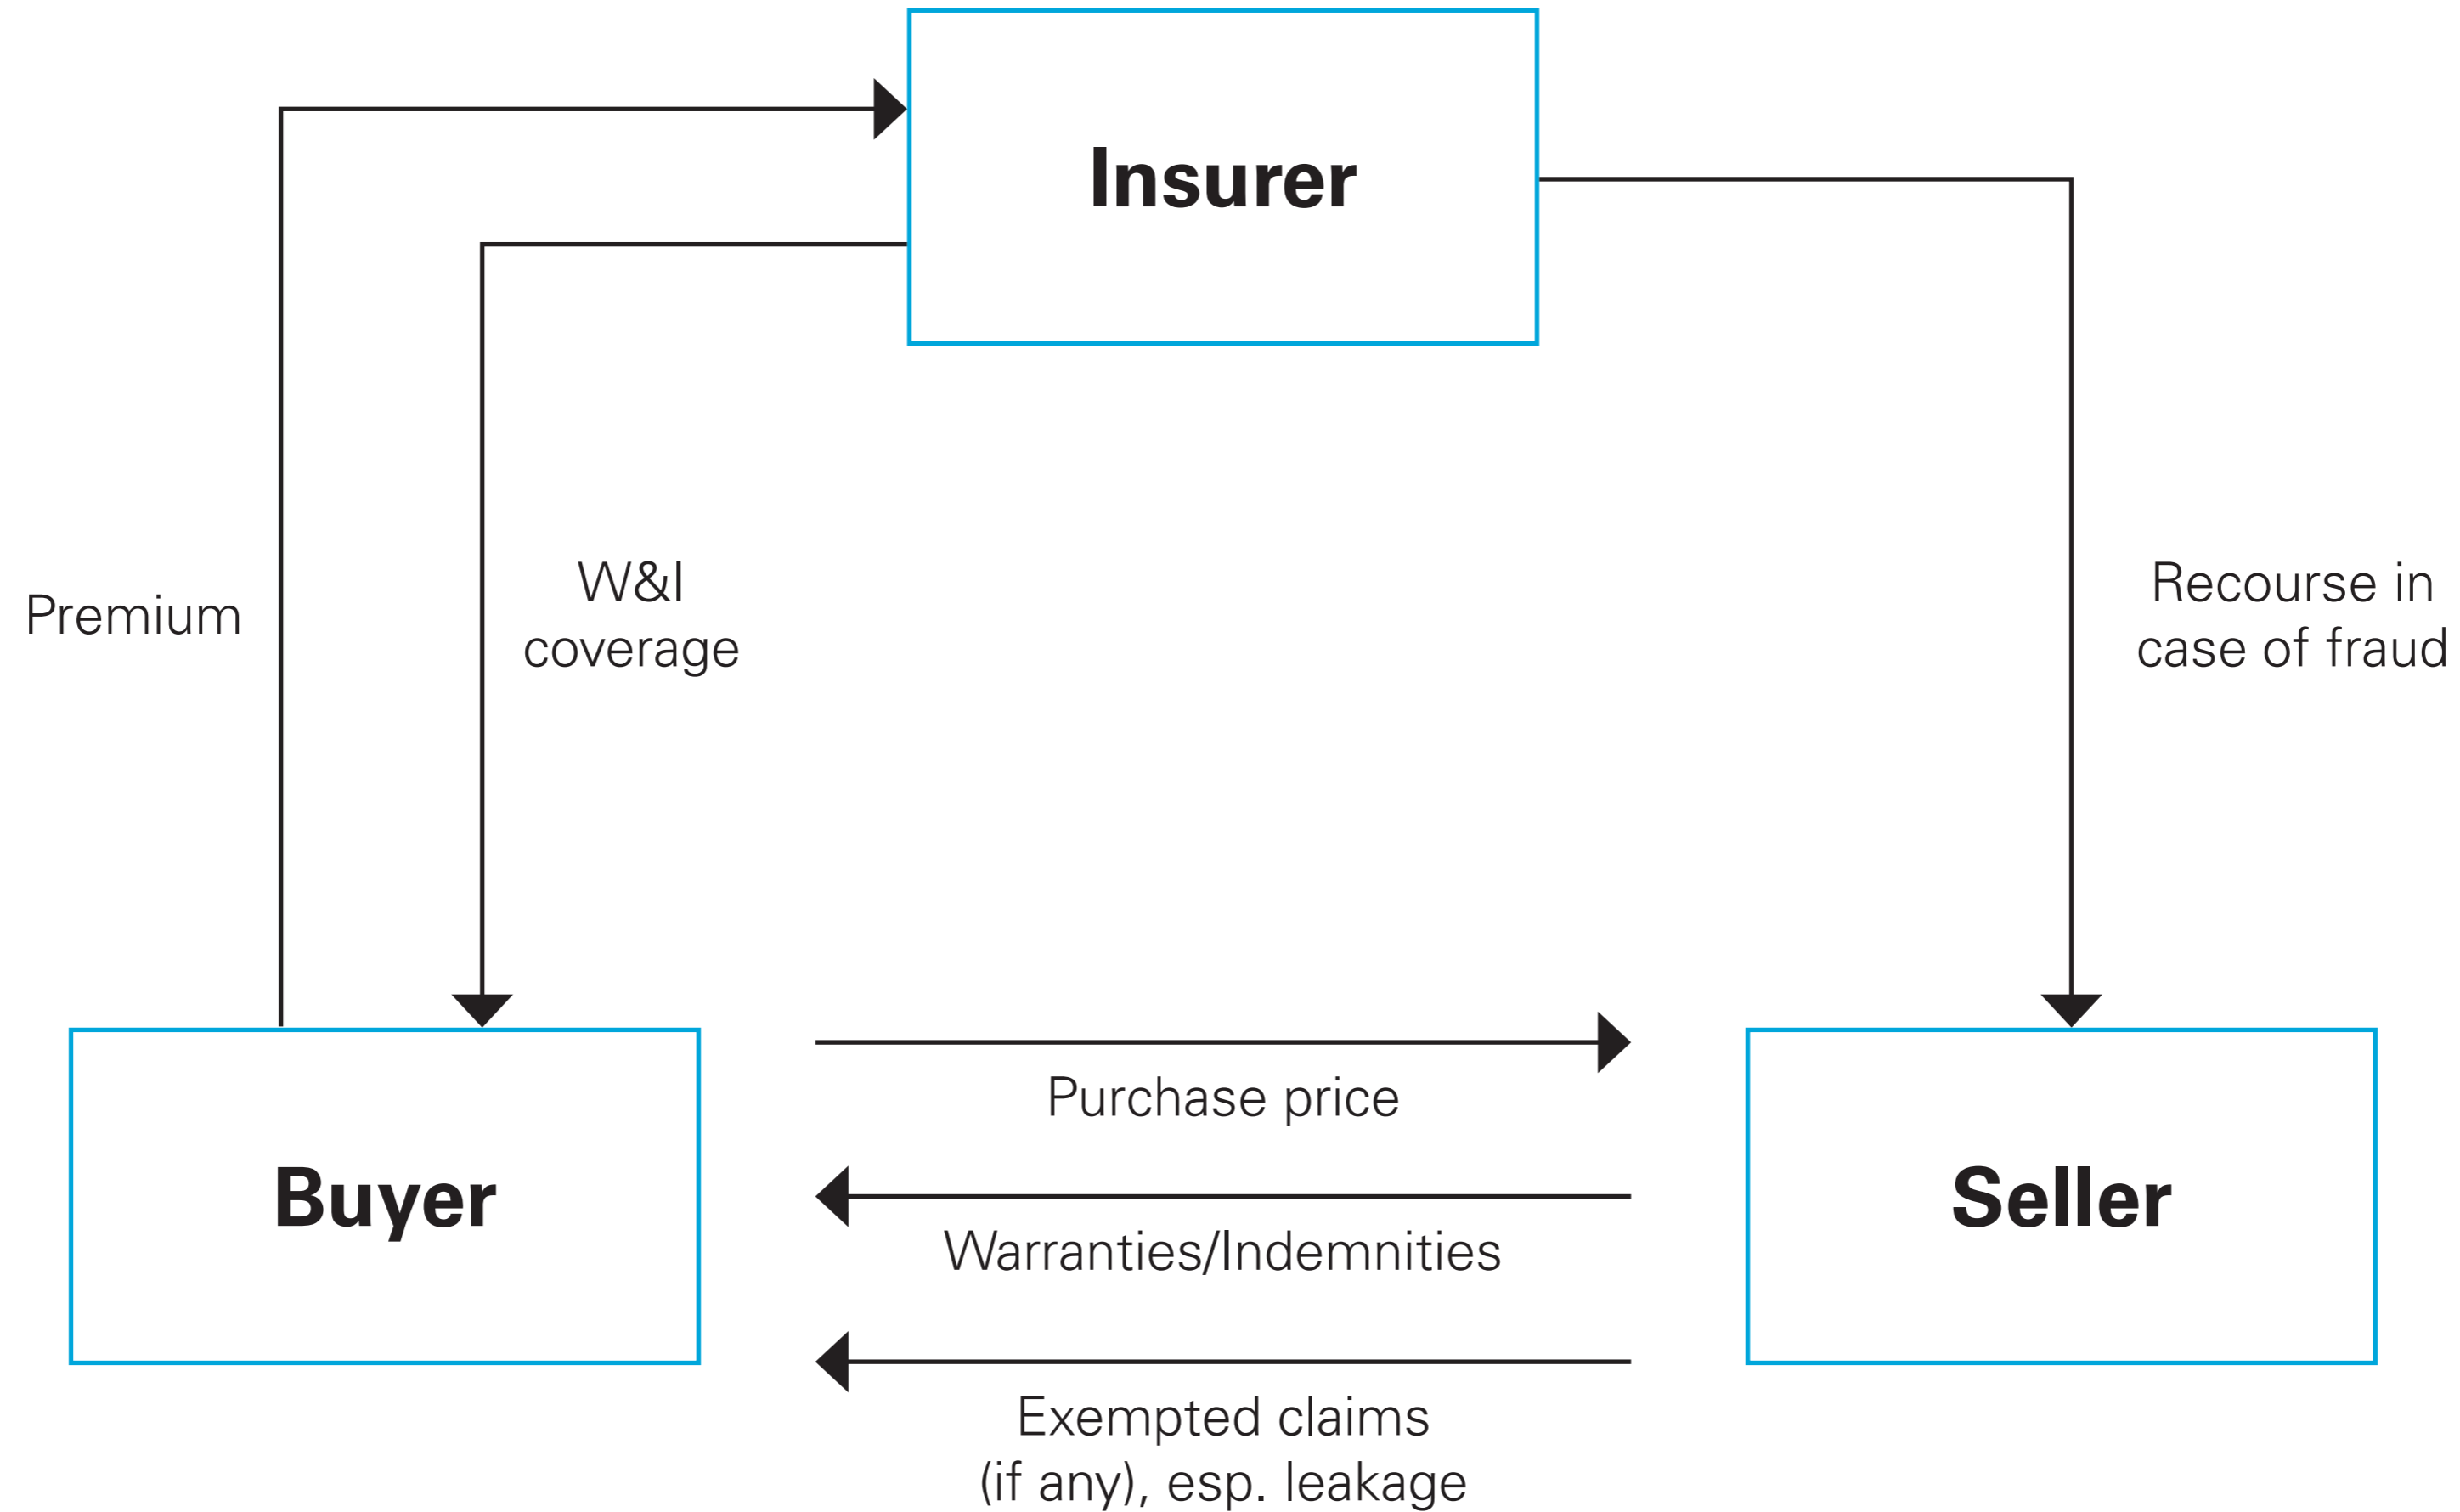 Insurer
Premium
W&I
coverage
Recourse in
case of fraud
Buyer
Purchase price
Warranties/Indemnities
Exempted claims
(if any), esp. leakage
Seller